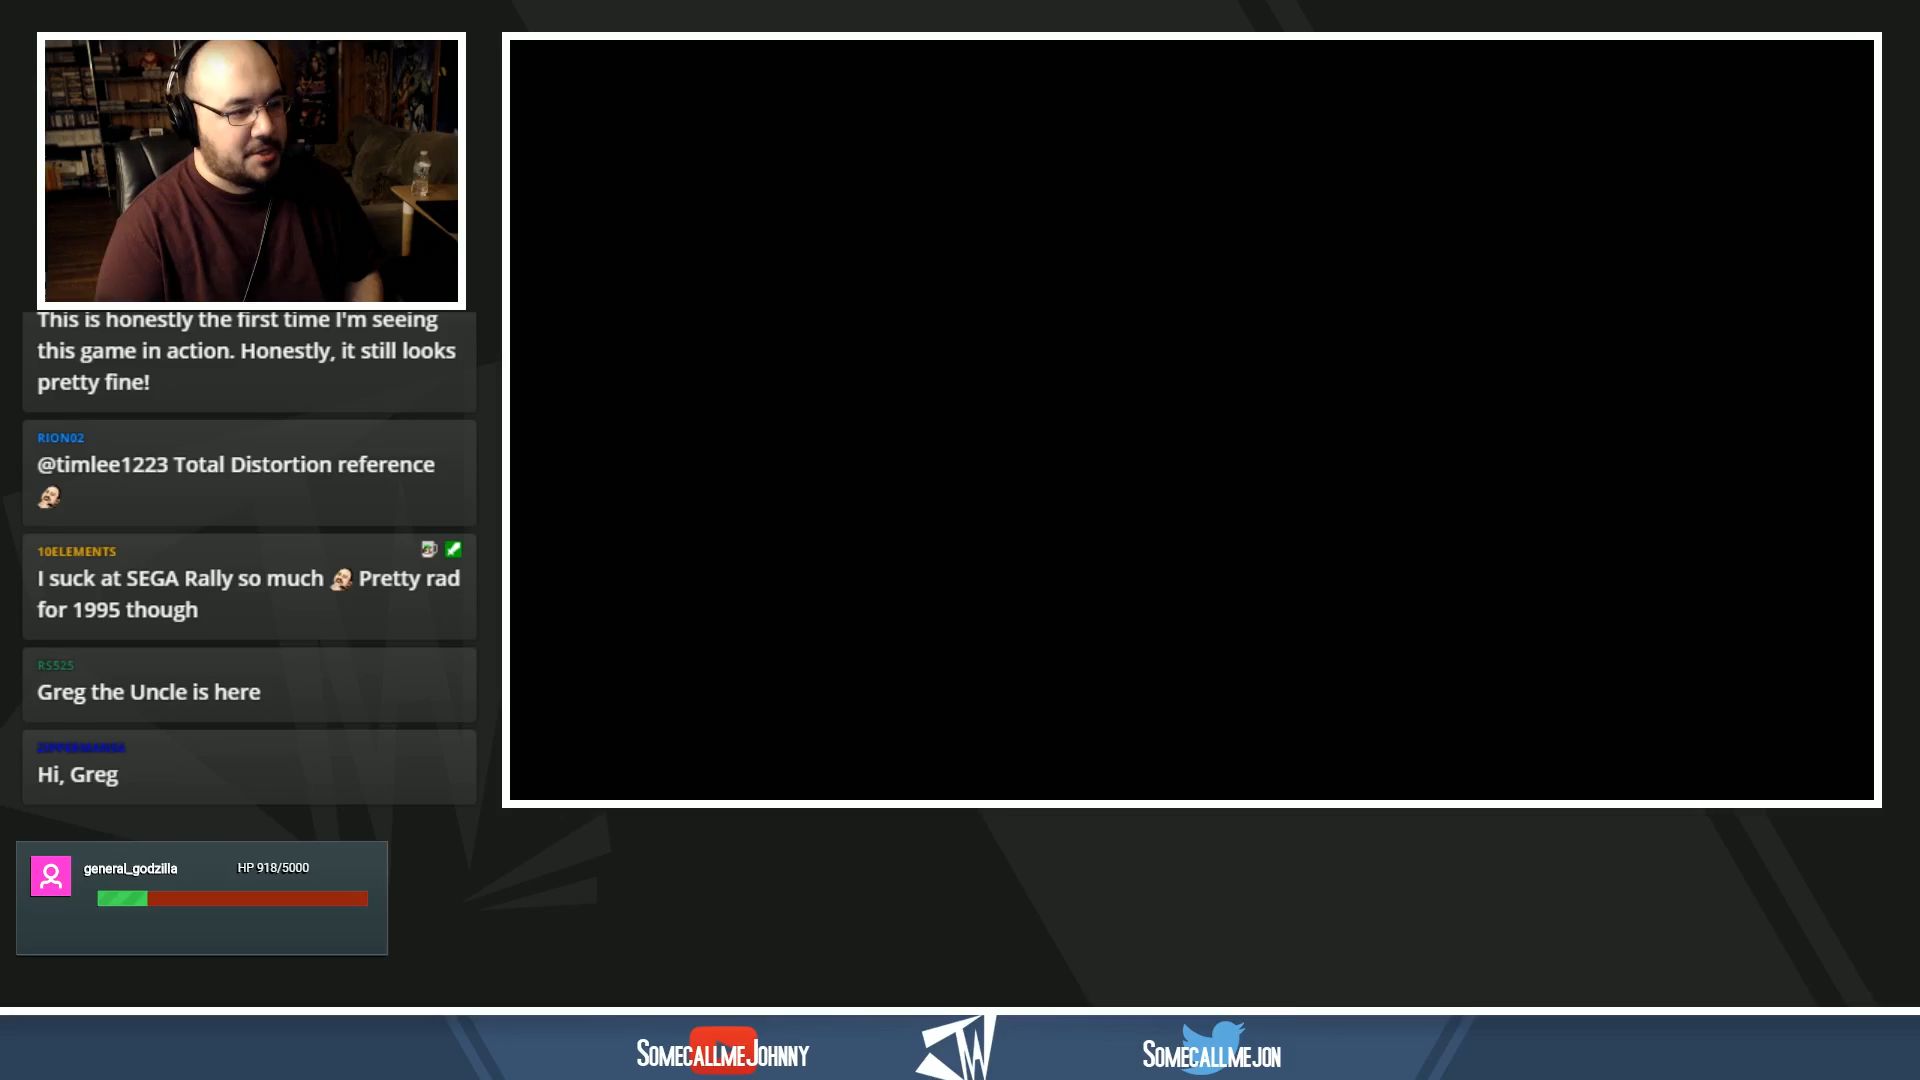 This is honestly the first time I'm seeing
this game in action. Honestly, it still looks
pretty fine!
RION02
@timlee1223 Total Distortion reference
10ELEMENTS
I suck at SEGA Rally so much Pretty rad
for 1995 though
RS525
Greg the Uncle is here
Hi, Greg
general_godzilla HP 918/5000
SOMECALLMEJOHNNY
SOMECALLMEJON